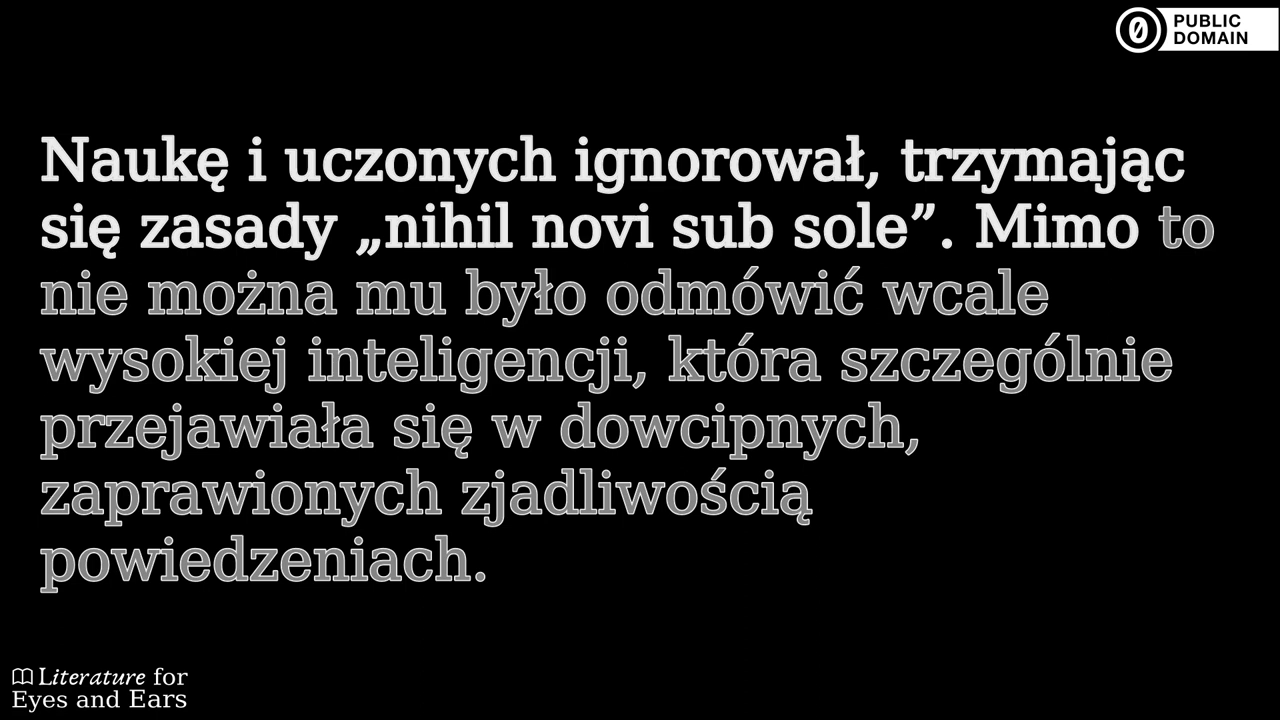 PUBLIC
DOMAIN
Naukę i uczonych ignorował, trzymając
się zasady „nihil novi sub sole”. Mimo to
nie można mu było odmówić wcale
wysokiej inteligencji, która szczególnie
przejawiała się w dowcipnych,
zaprawionych zjadliwością
powiedzeniach.
Literature for
Eyes and Ears